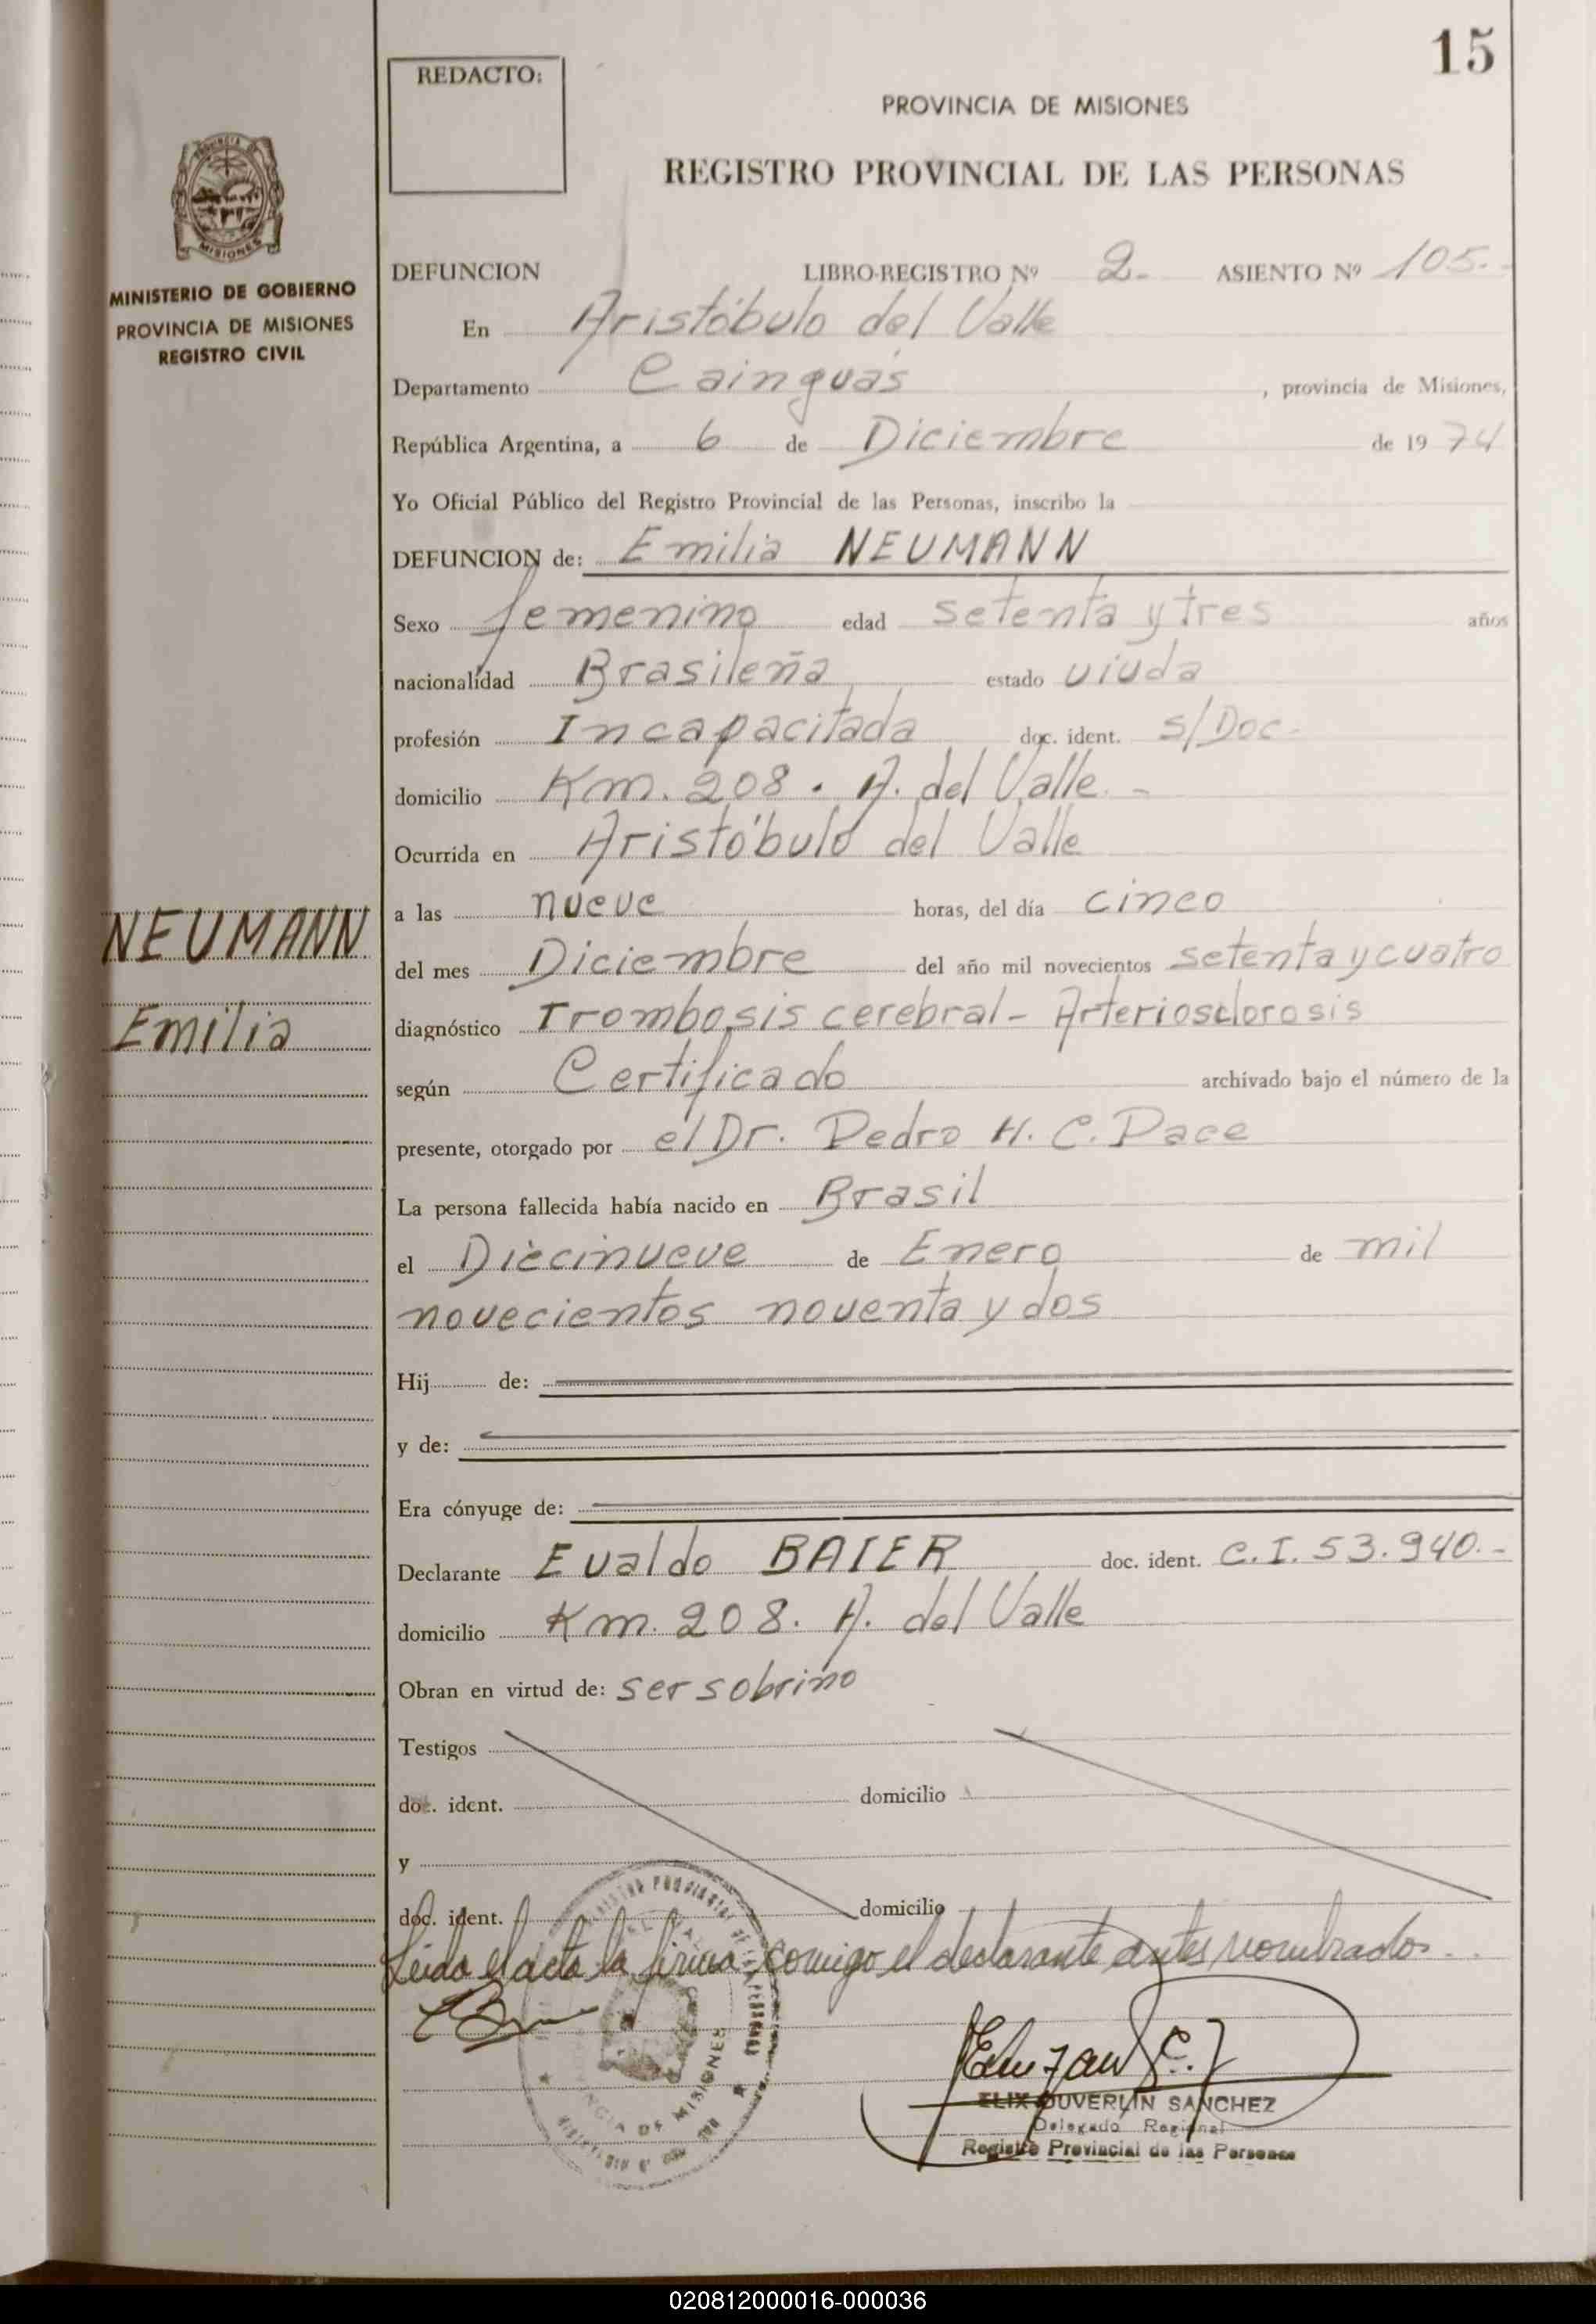 15
REDACTO:
PROVINCIA DE MISIONES
REGISTRO PROVINCIAL DE LAS PERSONAS
MISIONES
MINISTERIO DE GOBIERNO
PROVINCIA DE MISIONES
REGISTRO CIVIL
DEFUNCION LIBRO-REGISTRO Nº 2.- ASIENTO Nº 105.-
En Aristóbulo del Valle
Departamento Cainguás, provincia de Misiones,
República Argentina, a 6 de Diciembre de 1974
Yo Oficial Público del Registro Provincial de las Personas, inscribo la
DEFUNCION de: Emilia NEUMANN
Sexo femenino edad setenta y tres años
nacionalidad Brasileña estado viuda
profesión Incapacitada doc. ident. S/Doc.
domicilio Km. 208. A. del Valle.-
Ocurrida en Aristóbulo del Valle
NEUMANN
Emilia
a las nueve horas, del día cinco
del mes Diciembre del año mil novecientos setenta y cuatro
diagnóstico Trombosis cerebral - Arteriosclorosis
según Certificado archivado bajo el número de la
presente, otorgado por el Dr. Pedro H. C. Pace
La persona fallecida había nacido en Brasil
el Diecinueve de Enero de mil
novecientos noventa y dos
Hij de:
y de:
Era cónyuge de:
Declarante Evaldo BAIER doc. ident. C.I. 53.940.-
domicilio Km. 208. A. del Valle
Obran en virtud de: ser sobrino
Testigos
doc. ident. domicilio
y
doc. ident. domicilio
Leída el acta la firma comigo el declarante antes nombrado.
ELIX DUVERLIN SANCHEZ
Delegado Regional
Registro Provincial de las Personas
020812000016-000036